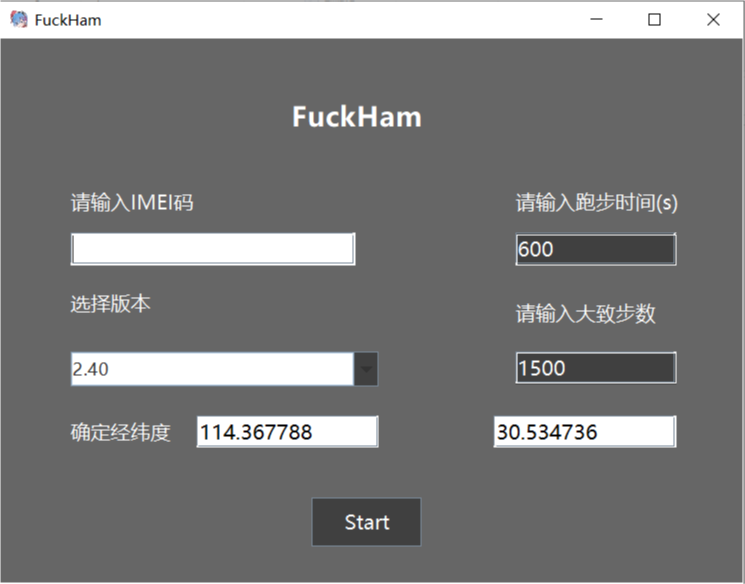 FuckHam
FuckHam
请输入IMEI码
请输入跑步时间(s)
600
选择版本
请输入大致步数
2.40
1500
确定经纬度
114.367788
30.534736
Start